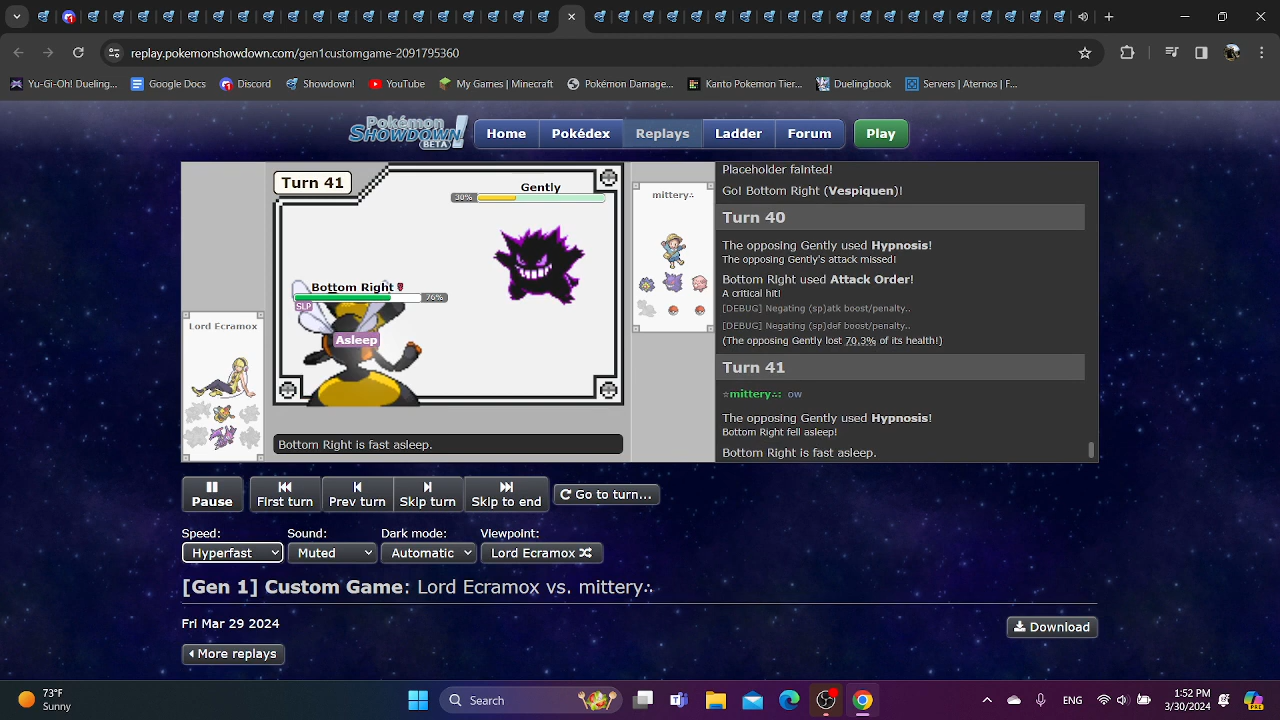 replay.pokemonshowdown.com/gen1customgame-2091795360
Yu-Gi-Oh! Dueling...
Google Docs
Discord
Showdown!
YouTube
My Games | Minecraft
Pokémon Damage...
Kanto Pokemon Tier...
Duelingbook
Servers | Aternos | F...
Pokémon
SHOWDOWN!
BETA
Home
Pokédex
Replays
Ladder
Forum
Play
Turn 41
Gently
30%
Bottom Right
76%
SLP
Asleep
Bottom Right is fast asleep.
Lord Ecramox
mittery∴
Placeholder fainted!
Go! Bottom Right (Vespiquen)!
Turn 40
The opposing Gently used Hypnosis!
The opposing Gently's attack missed!
Bottom Right used Attack Order!
A critical hit!
[DEBUG] Negating (sp)atk boost/penalty..
[DEBUG] Negating (sp)def boost/penalty..
(The opposing Gently lost 70.3% of its health!)
Turn 41
☆mittery∴: ow
The opposing Gently used Hypnosis!
Bottom Right fell asleep!
Bottom Right is fast asleep.
Pause
First turn
Prev turn
Skip turn
Skip to end
Go to turn...
Speed:
Sound:
Dark mode:
Viewpoint:
Hyperfast
Muted
Automatic
Lord Ecramox
[Gen 1] Custom Game: Lord Ecramox vs. mittery∴
Fri Mar 29 2024
Download
More replays
73°F
Sunny
Search
ENG
1:52 PM
3/30/2024
PRE